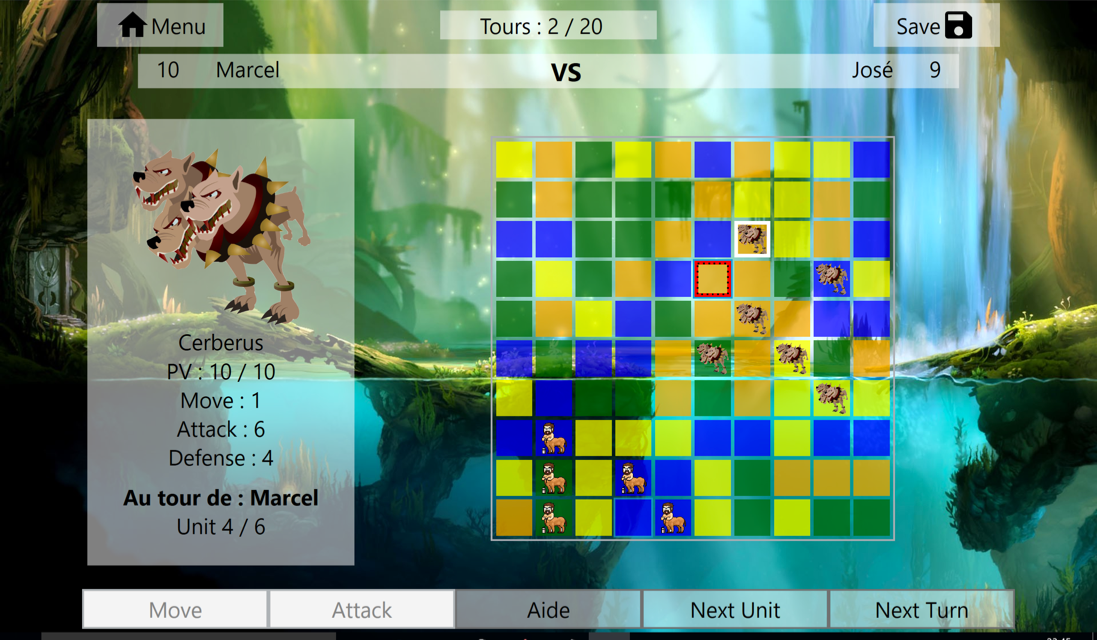 Menu
Tours : 2 / 20
Save
10 Marcel VS José 9
Cerberus
PV : 10 / 10
Move : 1
Attack : 6
Defense : 4
Au tour de : Marcel
Unit 4 / 6
Move
Attack
Aide
Next Unit
Next Turn